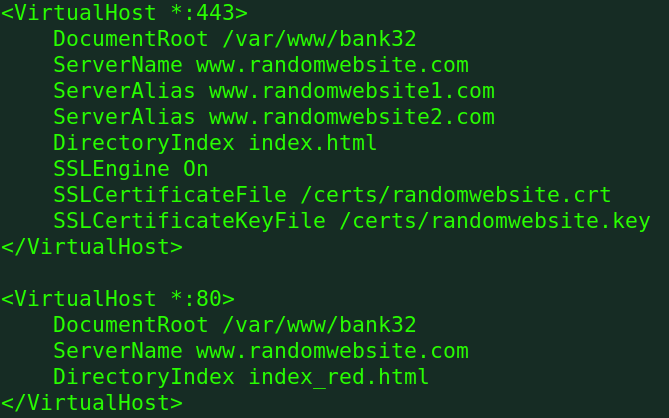 <VirtualHost *:443>
    DocumentRoot /var/www/bank32
    ServerName www.randomwebsite.com
    ServerAlias www.randomwebsite1.com
    ServerAlias www.randomwebsite2.com
    DirectoryIndex index.html
    SSLEngine On
    SSLCertificateFile /certs/randomwebsite.crt
    SSLCertificateKeyFile /certs/randomwebsite.key
</VirtualHost>

<VirtualHost *:80>
    DocumentRoot /var/www/bank32
    ServerName www.randomwebsite.com
    DirectoryIndex index_red.html
</VirtualHost>